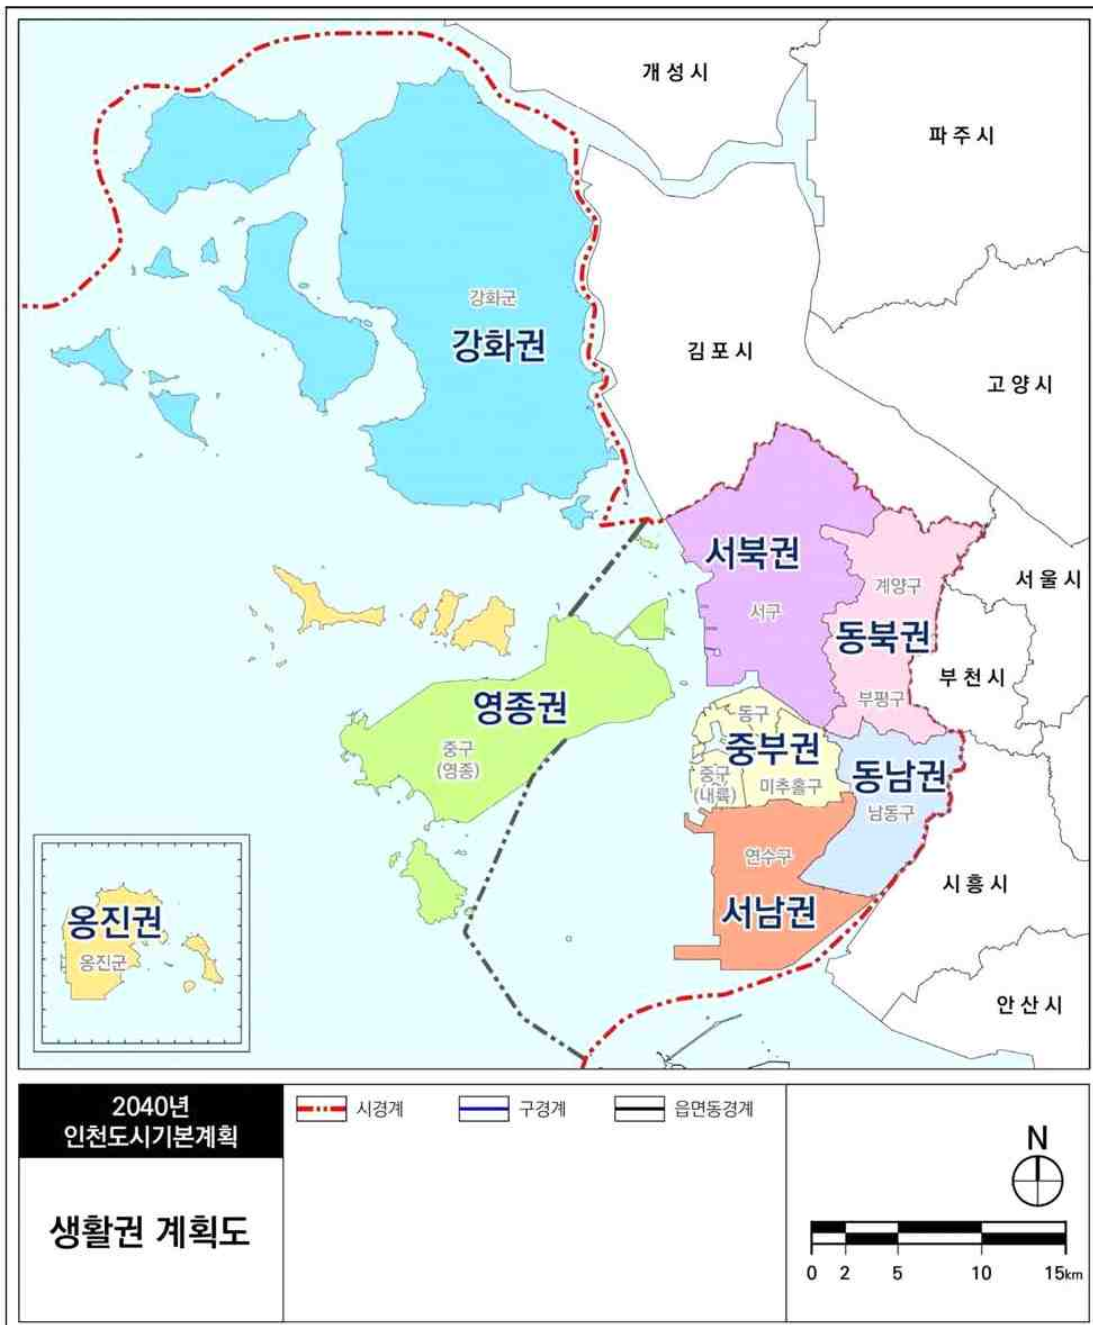 개성시
파주시
강화군
강화권
김포시
고양시
서북권
서구
계양구
서울시
동북권
부천시
부평구
영종권
중구
(영종)
동구
중부권
중구
(내륙)
미추홀구
동남권
남동구
연수구
서남권
시흥시
옹진권
옹진군
안산시
2040년
인천도시기본계획
생활권 계획도
시경계
구경계
읍면동경계
N
0 2 5 10 15km